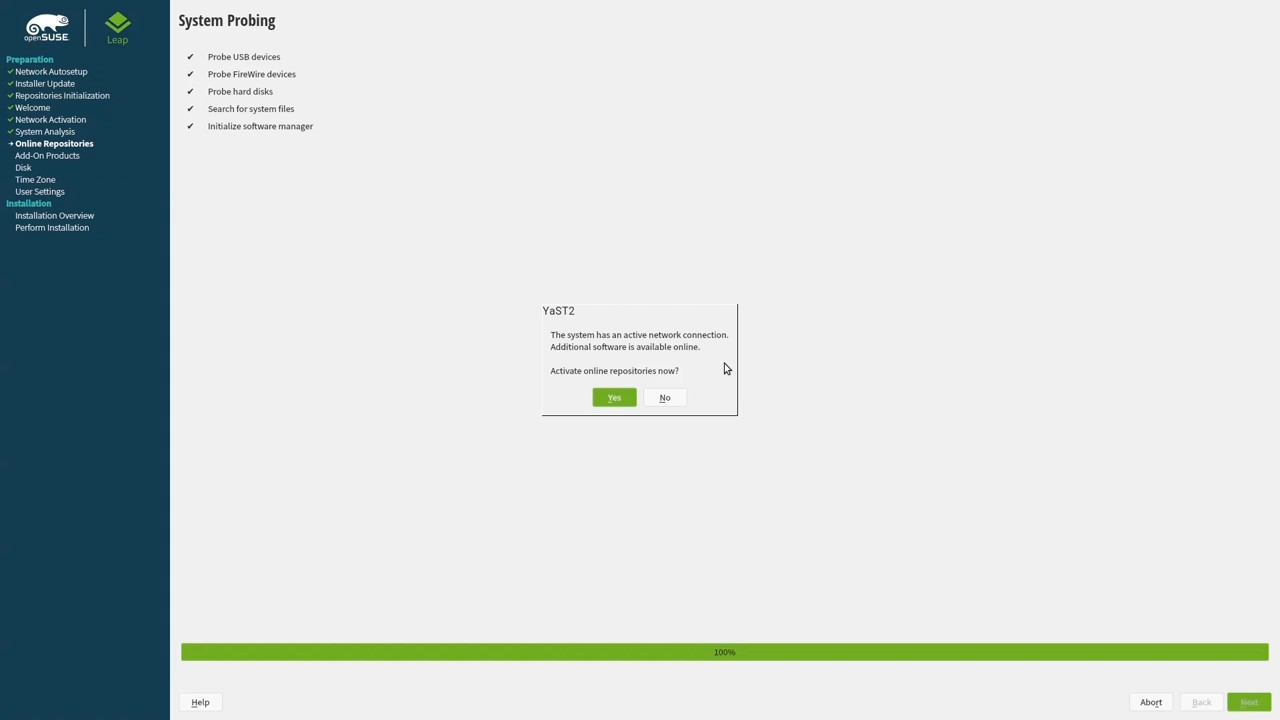 openSUSE
Leap
Preparation
Network Autosetup
Installer Update
Repositories Initialization
Welcome
Network Activation
System Analysis
Online Repositories
Add-On Products
Disk
Time Zone
User Settings
Installation
Installation Overview
Perform Installation
System Probing
Probe USB devices
Probe FireWire devices
Probe hard disks
Search for system files
Initialize software manager
YaST2
The system has an active network connection.
Additional software is available online.
Activate online repositories now?
Yes
No
100%
Help
Abort
Back
Next